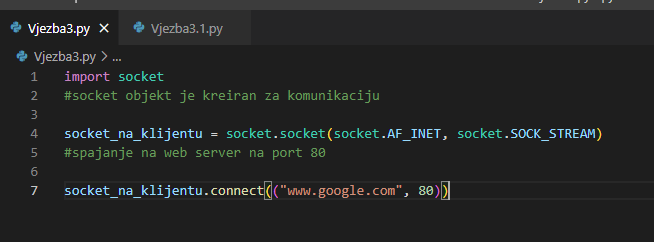 Vjezba3.py
Vjezba3.1.py
Vjezba3.py > ...
1 import socket
2 #socket objekt je kreiran za komunikaciju
3
4 socket_na_klijentu = socket.socket(socket.AF_INET, socket.SOCK_STREAM)
5 #spajanje na web server na port 80
6
7 socket_na_klijentu.connect(("www.google.com", 80))